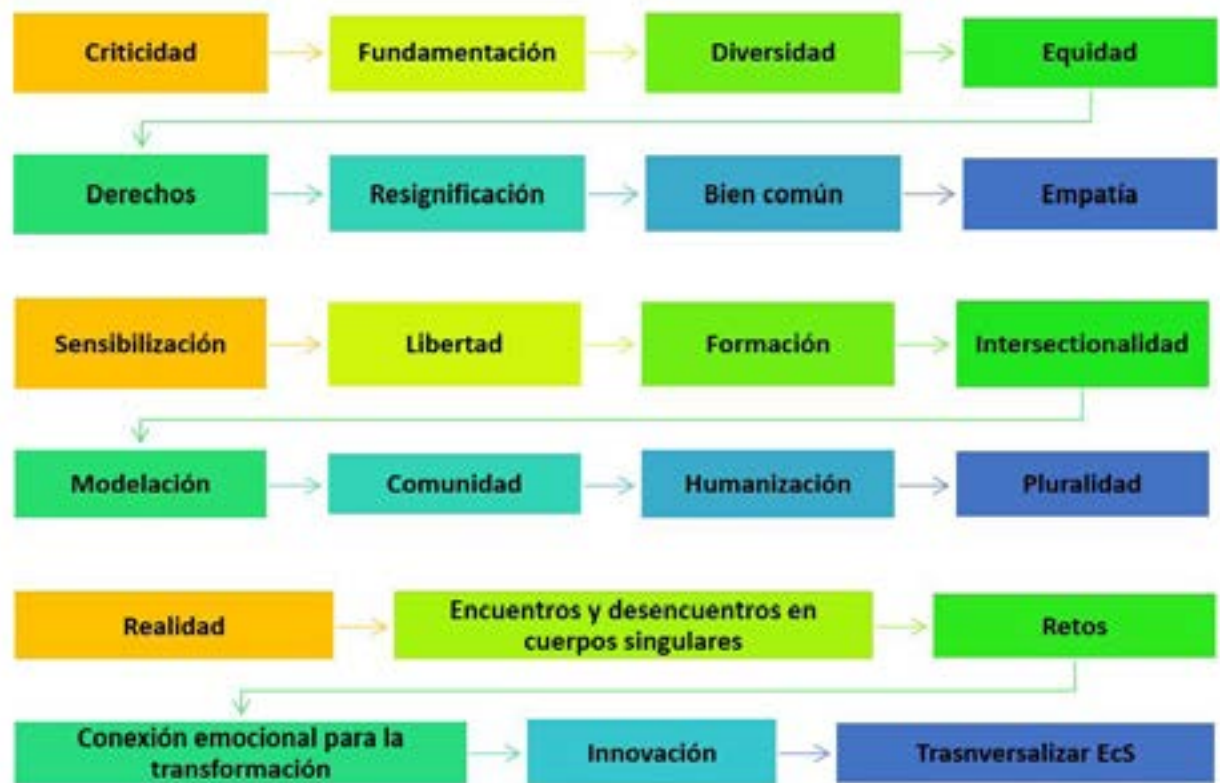 Criticidad
Fundamentación
Diversidad
Equidad
Derechos
Resignificación
Bien común
Empatía
Sensibilización
Libertad
Formación
Intersectionalidad
Modelación
Comunidad
Humanización
Pluralidad
Realidad
Encuentros y desencuentros en
cuerpos singulares
Retos
Conexión emocional para la
transformación
Innovación
Trasnversalizar EcS